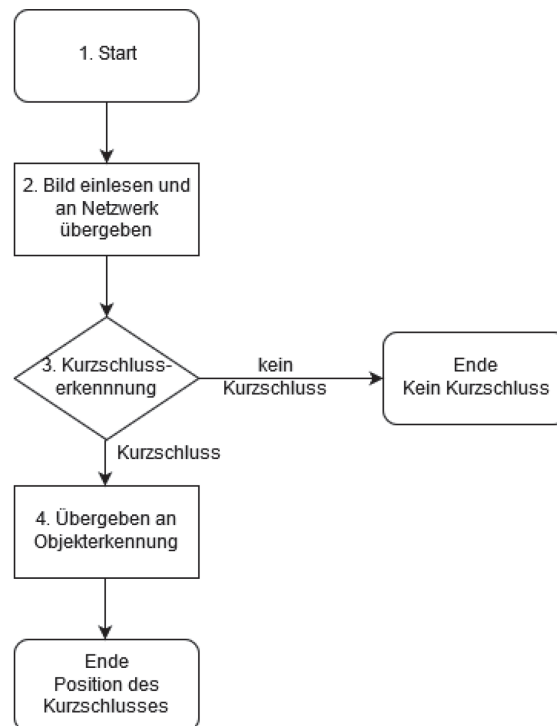 1. Start
2. Bild einlesen und
an Netzwerk
übergeben
3. Kurzschluss-
erkennnung
kein
Kurzschluss
Ende
Kein Kurzschluss
Kurzschluss
4. Übergeben an
Objekterkennung
Ende
Position des
Kurzschlusses